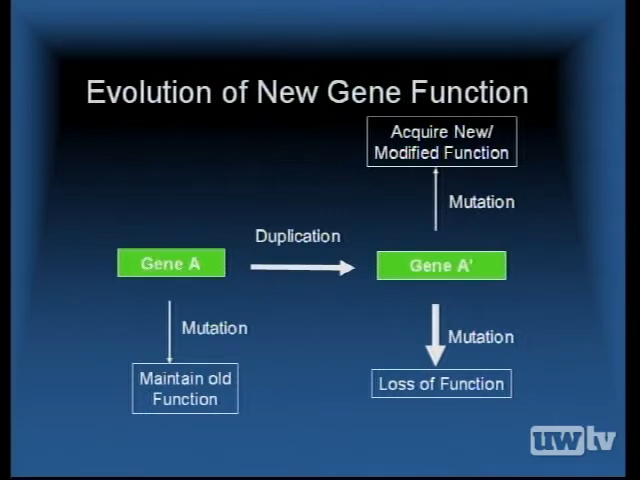 Evolution of New Gene Function
Acquire New/
Modified Function
Mutation
Duplication
Gene A
Gene A'
Mutation
Mutation
Maintain old
Function
Loss of Function
uwtv